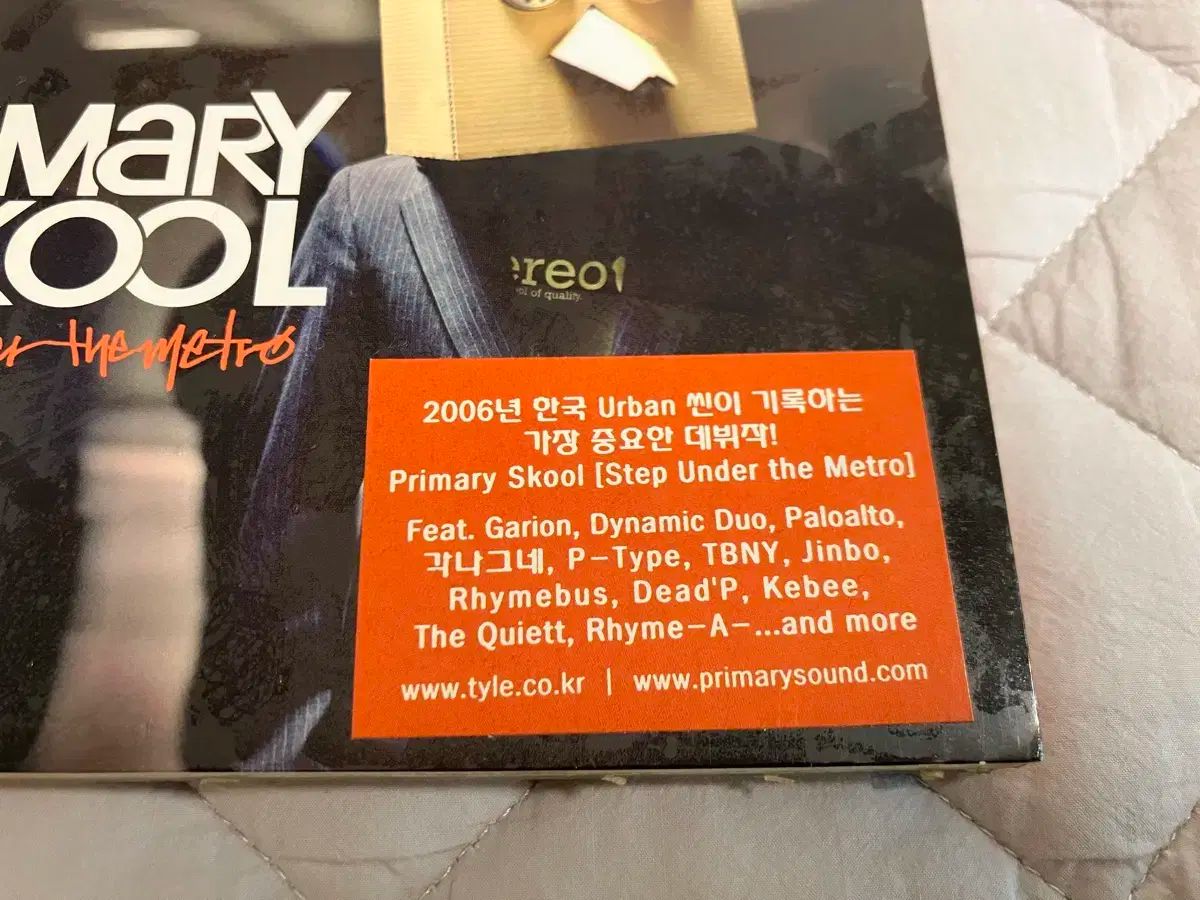 MARY
KOOL
the metro
reo
of quality.
2006년 한국 Urban 씬이 기록하는
가장 중요한 데뷔작!
Primary Skool [Step Under the Metro]
Feat. Garion, Dynamic Duo, Paloalto,
각나그네, P-Type, TBNY, Jinbo,
Rhymebus, Dead'P, Kebee,
The Quiett, Rhyme-A-...and more
www.tyle.co.kr | www.primarysound.com